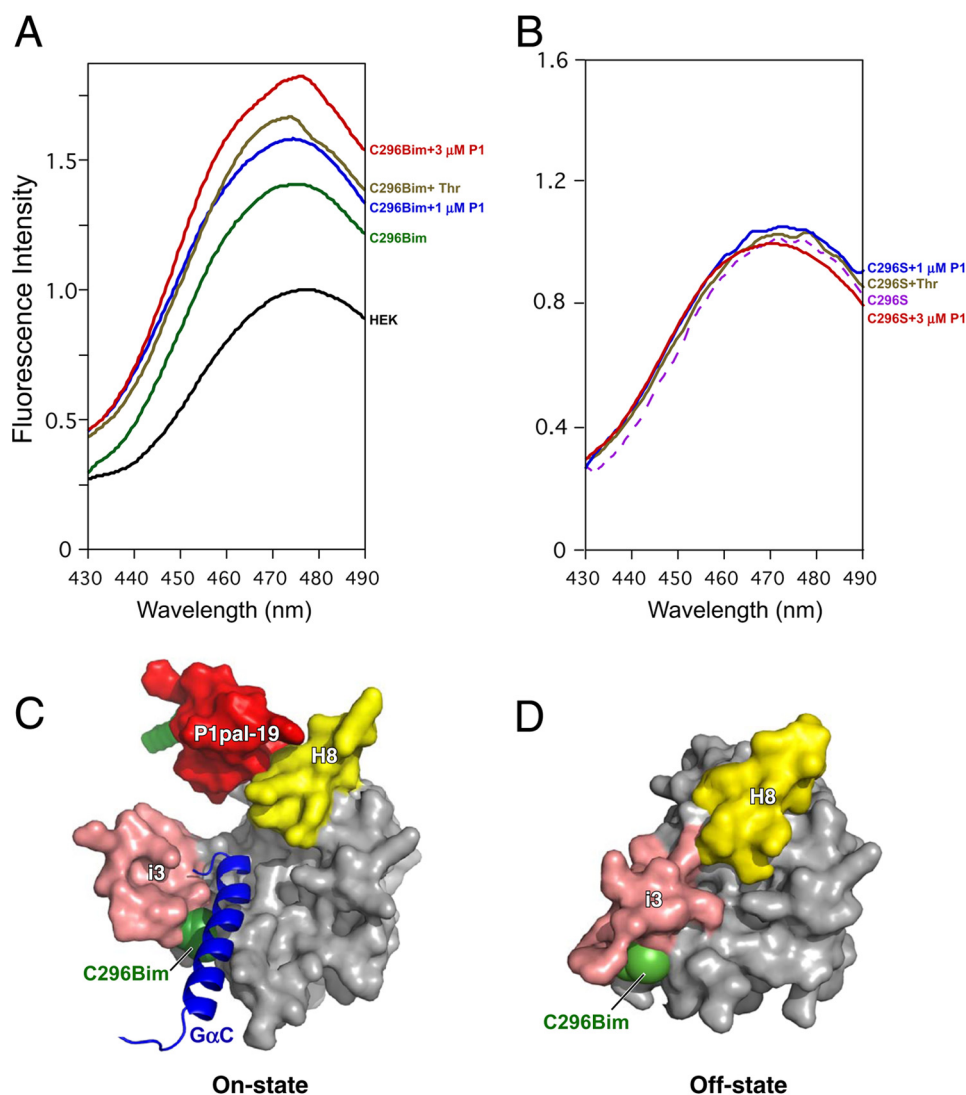 A
B
Fluorescence Intensity
1.5
1.0
0.5
0
C296Bim+3 μM P1
C296Bim+ Thr
C296Bim+1 μM P1
C296Bim
HEK
430 440 450 460 470 480 490
Wavelength (nm)
1.6
1.2
0.8
0.4
0
C296S+1 μM P1
C296S+Thr
C296S
C296S+3 μM P1
430 440 450 460 470 480 490
Wavelength (nm)
C
P1pal-19
H8
i3
C296Bim
GαC
On-state
D
H8
i3
C296Bim
Off-state